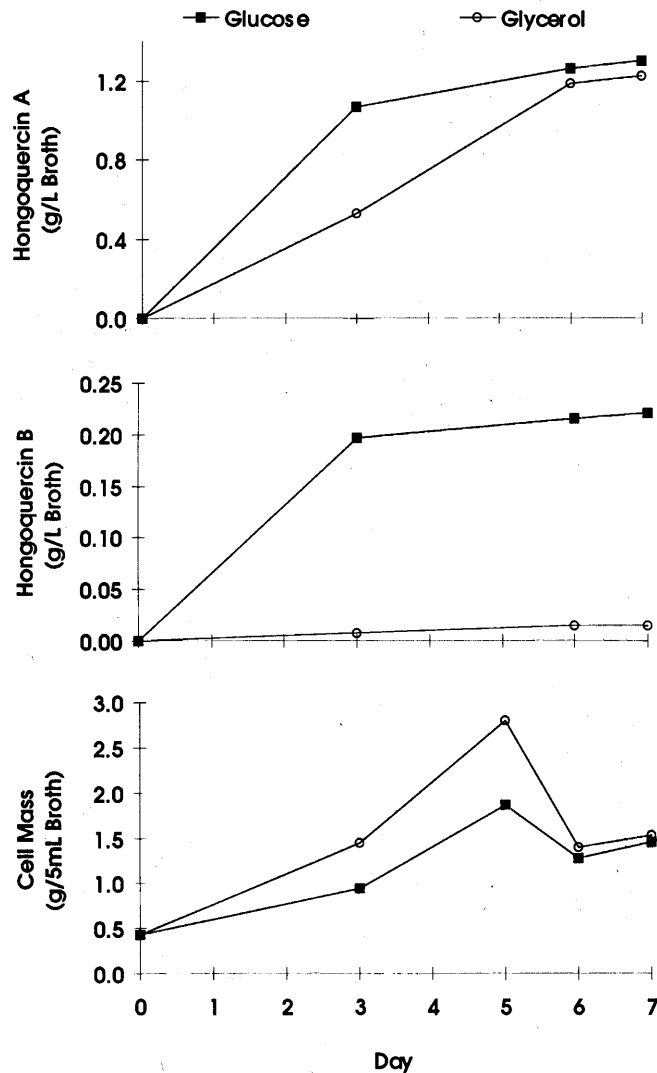 Glucose Glycerol
Hongoquercin A
(g/L Broth)
1.2
0.8
0.4
0.0
Hongoquercin B
(g/L Broth)
0.25
0.20
0.15
0.10
0.05
0.00
Cell Mass
(g/5mL Broth)
3.0
2.5
2.0
1.5
1.0
0.5
0.0
0 1 2 3 4 5 6 7
Day